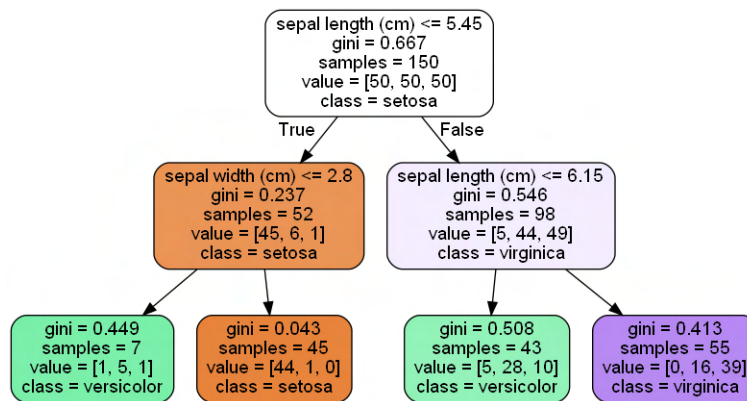 sepal length (cm) <= 5.45
gini = 0.667
samples = 150
value = [50, 50, 50]
class = setosa
True
False
sepal width (cm) <= 2.8
gini = 0.237
samples = 52
value = [45, 6, 1]
class = setosa
sepal length (cm) <= 6.15
gini = 0.546
samples = 98
value = [5, 44, 49]
class = virginica
gini = 0.449
samples = 7
value = [1, 5, 1]
class = versicolor
gini = 0.043
samples = 45
value = [44, 1, 0]
class = setosa
gini = 0.508
samples = 43
value = [5, 28, 10]
class = versicolor
gini = 0.413
samples = 55
value = [0, 16, 39]
class = virginica